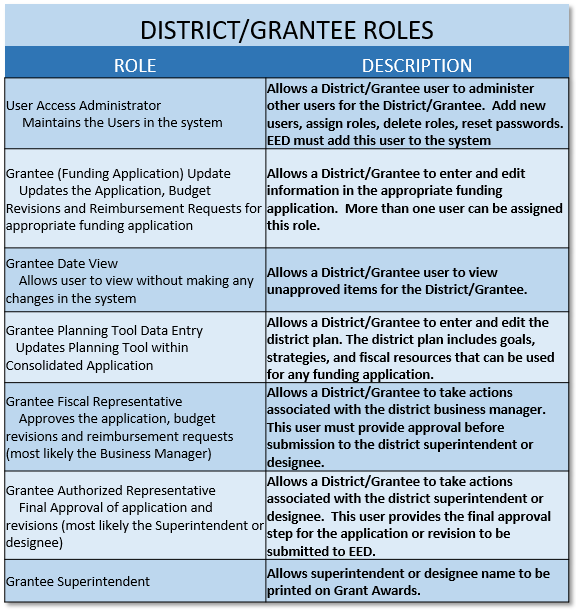 DISTRICT/GRANTEE ROLES
ROLE
DESCRIPTION
User Access Administrator
Maintains the Users in the system
Allows a District/Grantee user to administer
other users for the District/Grantee.  Add new
users, assign roles, delete roles, reset passwords.
EED must add this user to the system
Grantee (Funding Application) Update
Updates the Application, Budget
Revisions and Reimbursement Requests for
appropriate funding application
Allows a District/Grantee to enter and edit
information in the appropriate funding
application.  More than one user can be assigned
this role.
Grantee Date View
Allows user to view without making any
changes in the system
Allows a District/Grantee user to view
unapproved items for the District/Grantee.
Grantee Planning Tool Data Entry
Updates Planning Tool within
Consolidated Application
Allows a District/Grantee to enter and edit the
district plan. The district plan includes goals,
strategies, and fiscal resources that can be used
for any funding application.
Grantee Fiscal Representative
Approves the application, budget
revisions and reimbursement requests
(most likely the Business Manager)
Allows a District/Grantee to take actions
associated with the district business manager.
This user must provide approval before
submission to the district superintendent or
designee.
Grantee Authorized Representative
Final Approval of application and
revisions (most likely the Superintendent or
designee)
Allows a District/Grantee to take actions
associated with the district superintendent or
designee.  This user provides the final approval
step for the application or revision to be
submitted to EED.
Grantee Superintendent
Allows superintendent or designee name to be
printed on Grant Awards.